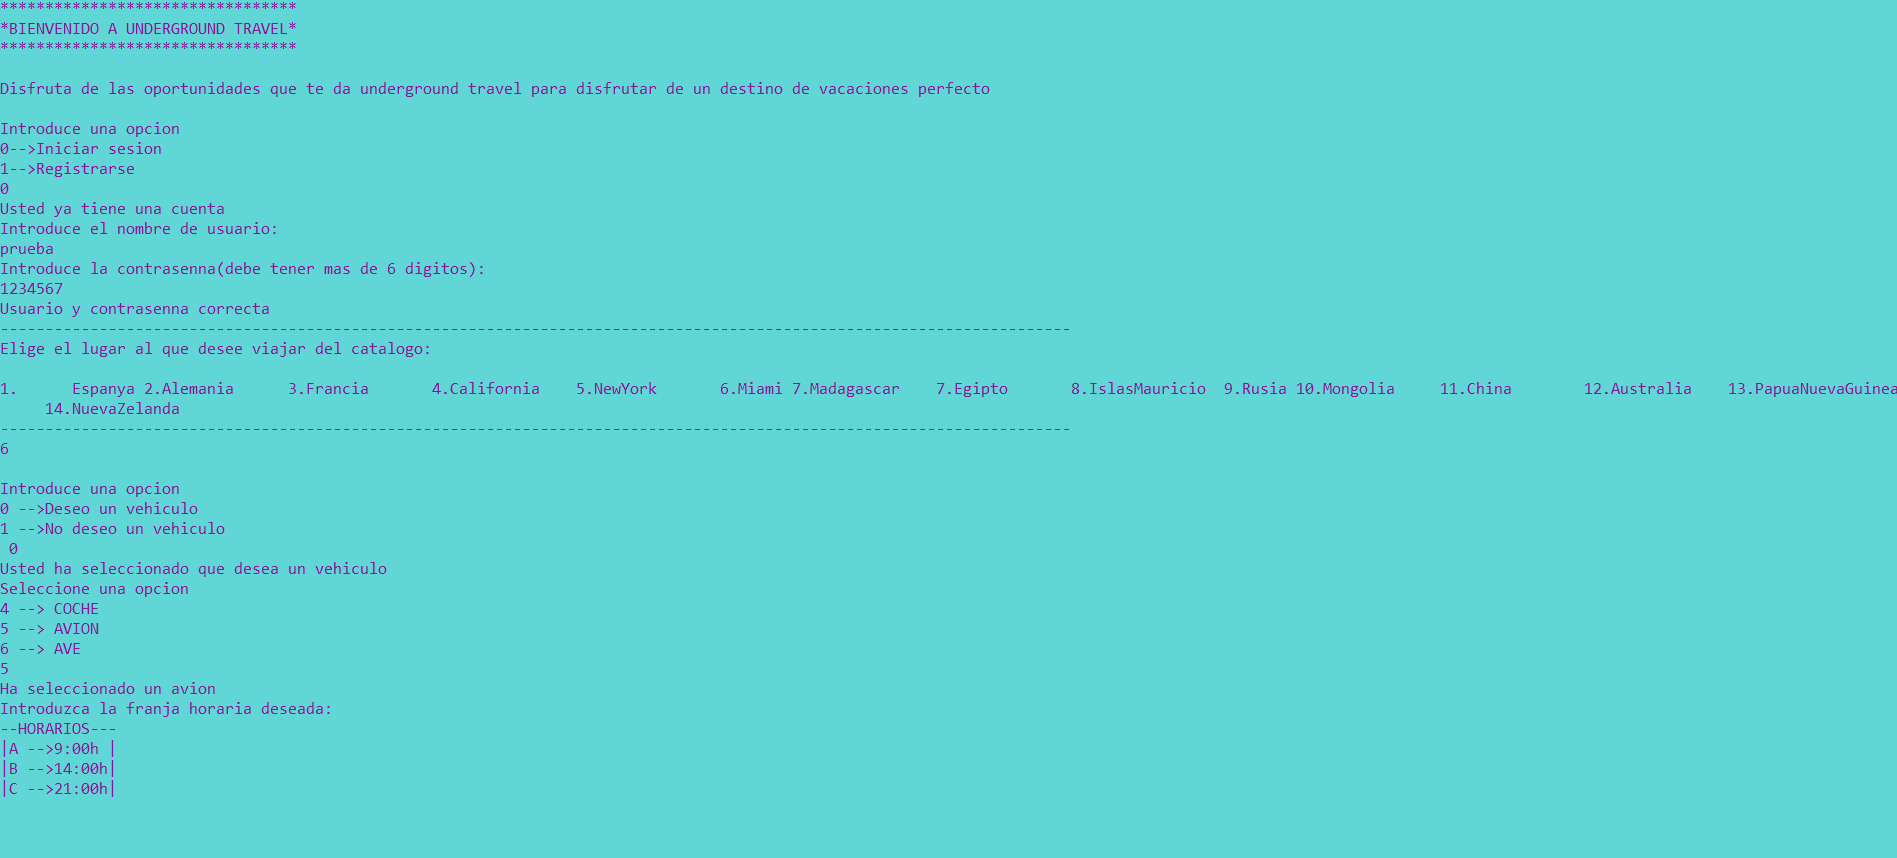 *********************************
*BIENVENIDO A UNDERGROUND TRAVEL*
*********************************
Disfruta de las oportunidades que te da underground travel para disfrutar de un destino de vacaciones perfecto
Introduce una opcion
0-->Iniciar sesion
1-->Registrarse
0
Usted ya tiene una cuenta
Introduce el nombre de usuario:
prueba
Introduce la contrasenna(debe tener mas de 6 digitos):
1234567
Usuario y contrasenna correcta
-----------------------------------------------------------------------------------------------------------------------
Elige el lugar al que desee viajar del catalogo:
1.      Espanya 2.Alemania      3.Francia       4.California    5.NewYork       6.Miami 7.Madagascar    7.Egipto       8.IslasMauricio  9.Rusia 10.Mongolia     11.China        12.Australia    13.PapuaNuevaGuinea
     14.NuevaZelanda
-----------------------------------------------------------------------------------------------------------------------
6
Introduce una opcion
0 -->Deseo un vehiculo
1 -->No deseo un vehiculo
 0
Usted ha seleccionado que desea un vehiculo
Seleccione una opcion
4 --> COCHE
5 --> AVION
6 --> AVE
5
Ha seleccionado un avion
Introduzca la franja horaria deseada:
--HORARIOS---
|A -->9:00h |
|B -->14:00h|
|C -->21:00h|